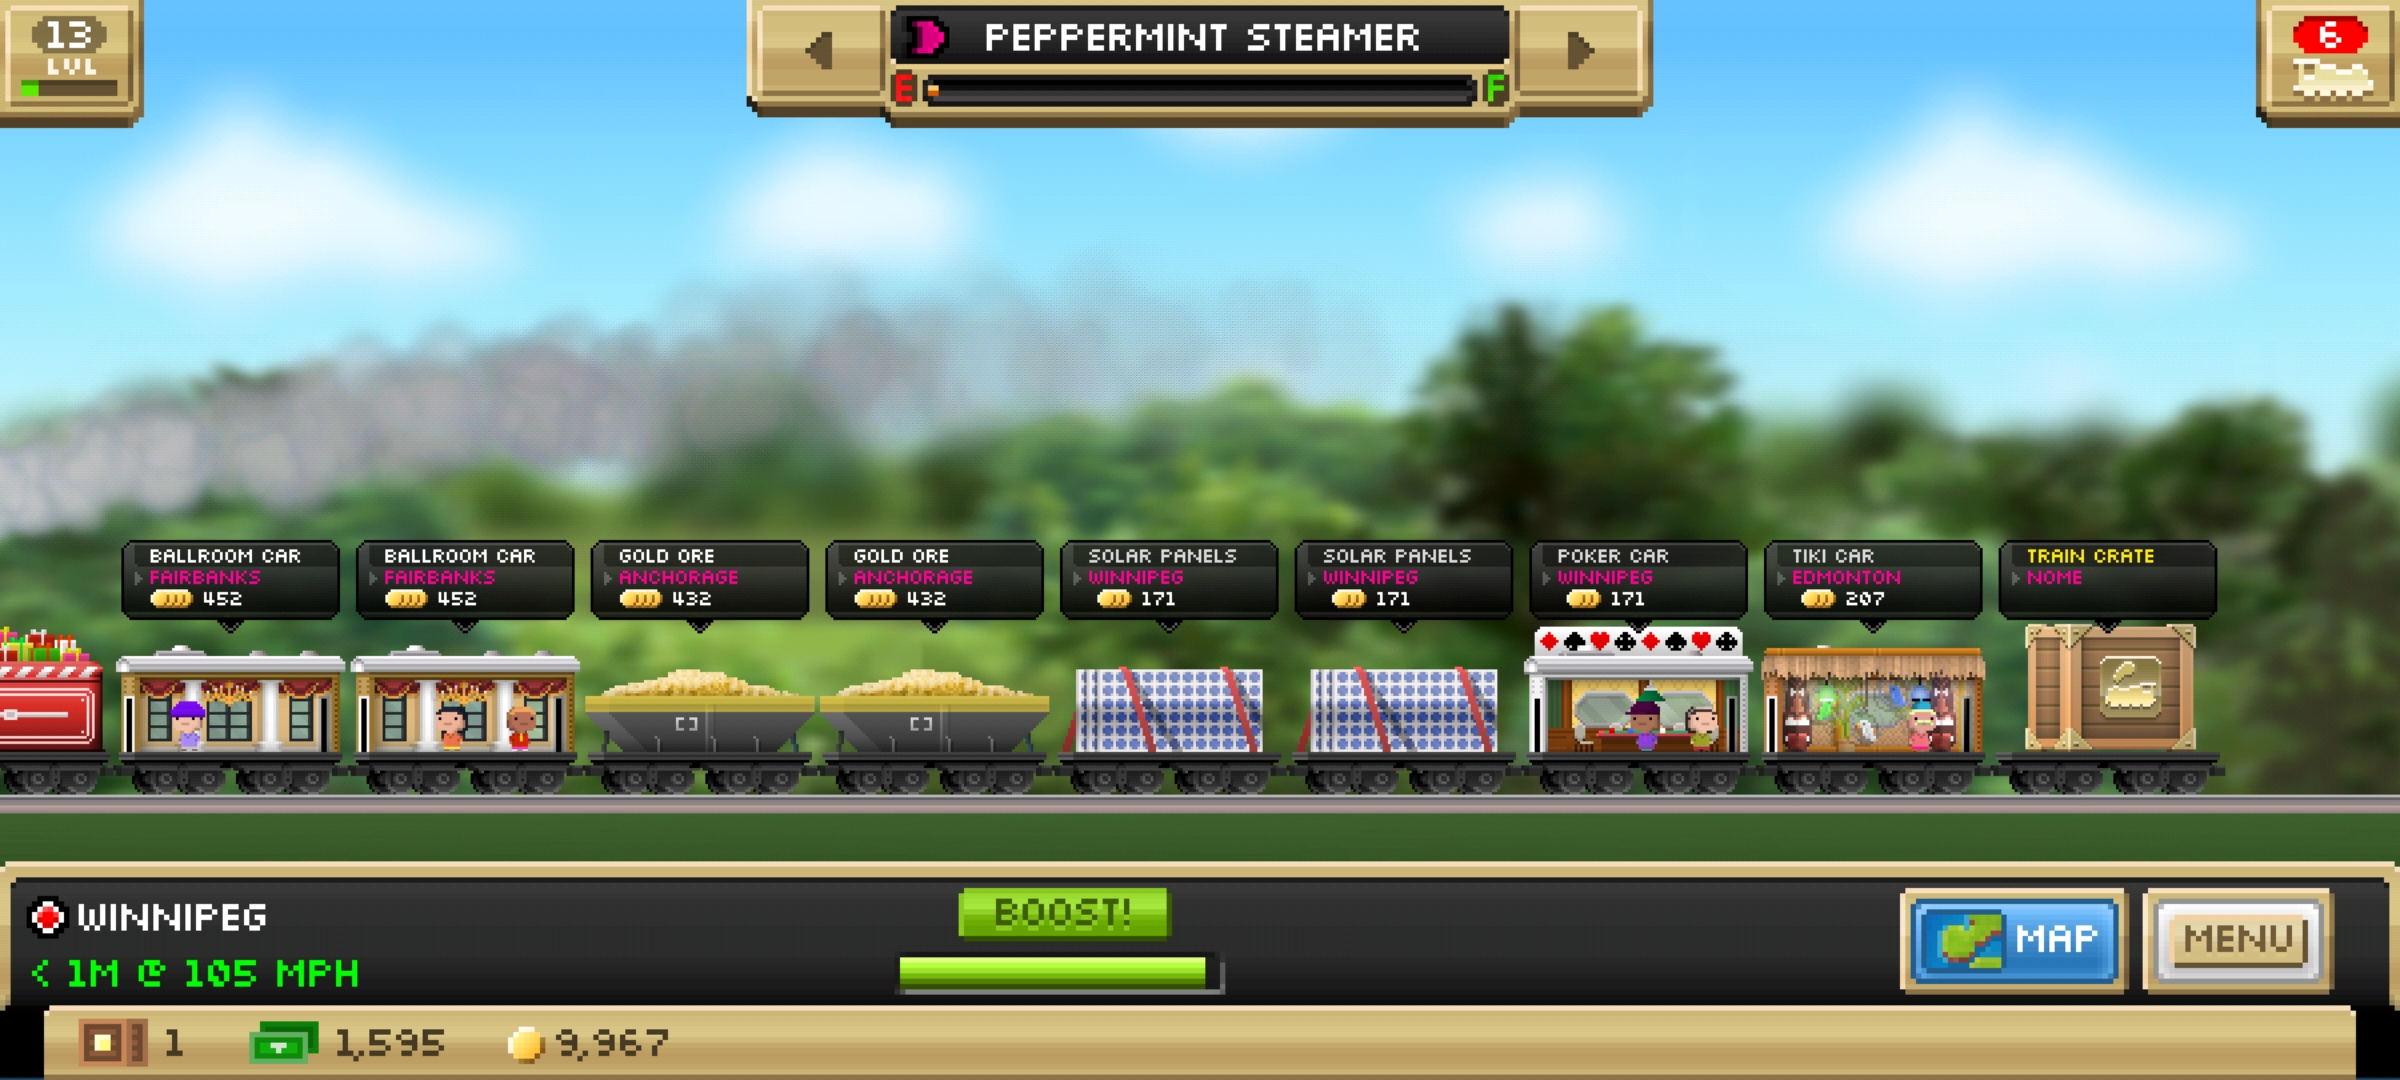 13
LVL
PEPPERMINT STEAMER
E F
6
BALLROOM CAR
FAIRBANKS
452
BALLROOM CAR
FAIRBANKS
452
GOLD ORE
ANCHORAGE
432
GOLD ORE
ANCHORAGE
432
SOLAR PANELS
WINNIPEG
171
SOLAR PANELS
WINNIPEG
171
POKER CAR
WINNIPEG
171
TIKI CAR
EDMONTON
207
TRAIN CRATE
NOME
WINNIPEG
< 1M @ 105 MPH
BOOST!
MAP
MENU
1
1,595
9,967